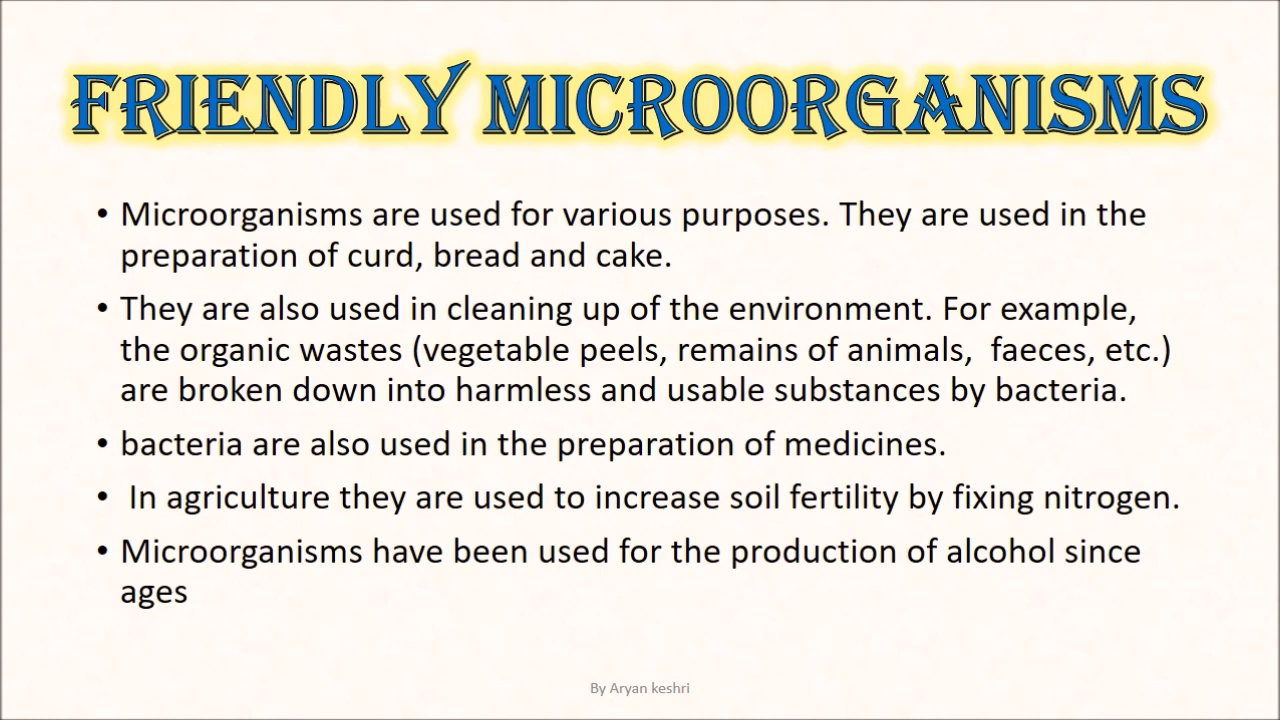 FRIENDLY MICROORGANISMS
• Microorganisms are used for various purposes. They are used in the
preparation of curd, bread and cake.
• They are also used in cleaning up of the environment. For example,
the organic wastes (vegetable peels, remains of animals,  faeces, etc.)
are broken down into harmless and usable substances by bacteria.
• bacteria are also used in the preparation of medicines.
•  In agriculture they are used to increase soil fertility by fixing nitrogen.
• Microorganisms have been used for the production of alcohol since
ages
By Aryan keshri